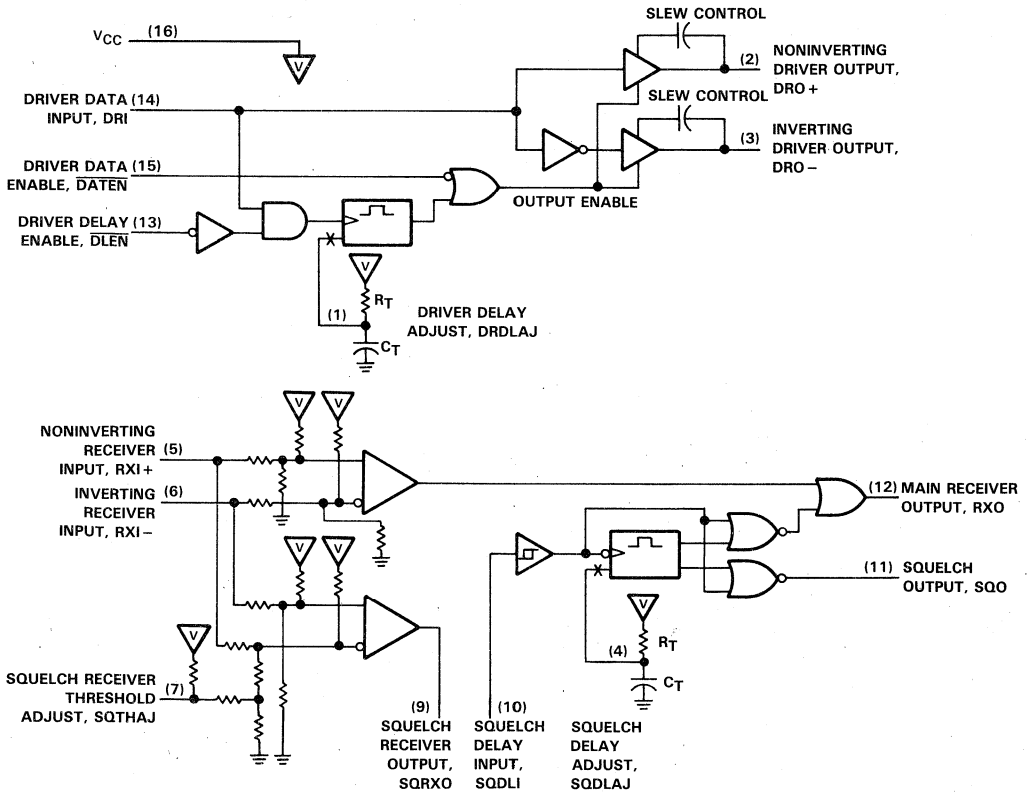 SLEW CONTROL
VCC (16)
V
(2) NONINVERTING
DRIVER OUTPUT,
DRO+
DRIVER DATA (14)
INPUT, DRI
SLEW CONTROL
(3) INVERTING
DRIVER OUTPUT,
DRO−
DRIVER DATA (15)
ENABLE, DATEN
OUTPUT ENABLE
DRIVER DELAY (13)
ENABLE, DLEN
V
RT
(1)
DRIVER DELAY
ADJUST, DRDLAJ
CT
V V
NONINVERTING
RECEIVER (5)
INPUT, RXI+
INVERTING (6)
RECEIVER
INPUT, RXI−
(12) MAIN RECEIVER
OUTPUT, RXO
V V
(11) SQUELCH
OUTPUT, SQO
V
V
RT
(4)
CT
SQUELCH RECEIVER
THRESHOLD (7)
ADJUST, SQTHAJ
(9)
SQUELCH
RECEIVER
OUTPUT,
SQRXO
(10)
SQUELCH
DELAY
INPUT,
SQDLI
SQUELCH
DELAY
ADJUST,
SQDLAJ